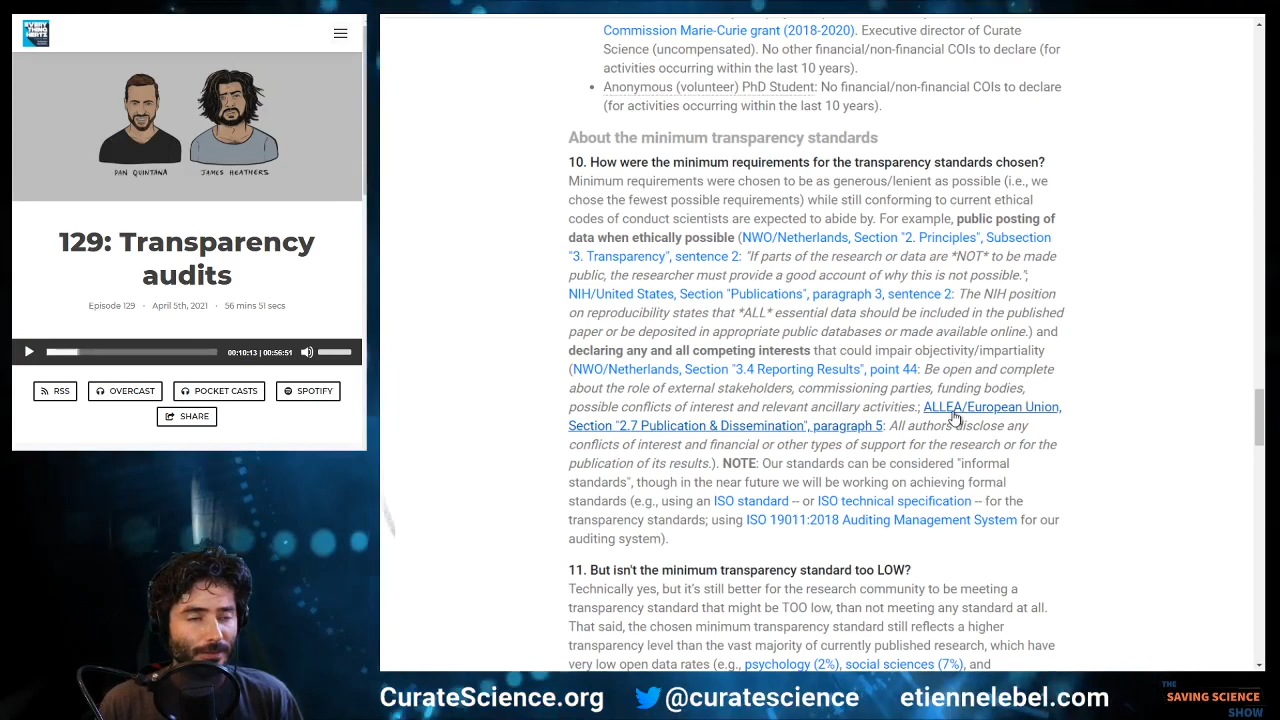 EVERY
THING
HERTZ
DAN QUINTANA
JAMES HEATHERS
129: Transparency
audits
Episode 129 · April 5th, 2021 · 56 mins 51 secs
00:10:13 | 00:56:51
RSS
OVERCAST
POCKET CASTS
SPOTIFY
SHARE
Commission Marie-Curie grant (2018-2020). Executive director of Curate
Science (uncompensated). No other financial/non-financial COIs to declare (for
activities occurring within the last 10 years).
• Anonymous (volunteer) PhD Student: No financial/non-financial COIs to declare
(for activities occurring within the last 10 years).
About the minimum transparency standards
10. How were the minimum requirements for the transparency standards chosen?
Minimum requirements were chosen to be as generous/lenient as possible (i.e., we
chose the fewest possible requirements) while still conforming to current ethical
codes of conduct scientists are expected to abide by. For example, public posting of
data when ethically possible (NWO/Netherlands, Section "2. Principles", Subsection
"3. Transparency", sentence 2: "If parts of the research or data are *NOT* to be made
public, the researcher must provide a good account of why this is not possible.";
NIH/United States, Section "Publications", paragraph 3, sentence 2: The NIH position
on reproducibility states that *ALL* essential data should be included in the published
paper or be deposited in appropriate public databases or made available online.) and
declaring any and all competing interests that could impair objectivity/impartiality
(NWO/Netherlands, Section "3.4 Reporting Results", point 44: Be open and complete
about the role of external stakeholders, commissioning parties, funding bodies,
possible conflicts of interest and relevant ancillary activities.; ALLEA/European Union,
Section "2.7 Publication & Dissemination", paragraph 5: All authors disclose any
conflicts of interest and financial or other types of support for the research or for the
publication of its results.). NOTE: Our standards can be considered "informal
standards", though in the near future we will be working on achieving formal
standards (e.g., using an ISO standard -- or ISO technical specification -- for the
transparency standards; using ISO 19011:2018 Auditing Management System for our
auditing system).
11. But isn't the minimum transparency standard too LOW?
Technically yes, but it's still better for the research community to be meeting a
transparency standard that might be TOO low, than not meeting any standard at all.
That said, the chosen minimum transparency standard still reflects a higher
transparency level than the vast majority of currently published research, which have
very low open data rates (e.g., psychology (2%), social sciences (7%), and
CurateScience.org
@curatescience
etiennelebel.com
THE
SAVING SCIENCE
SHOW